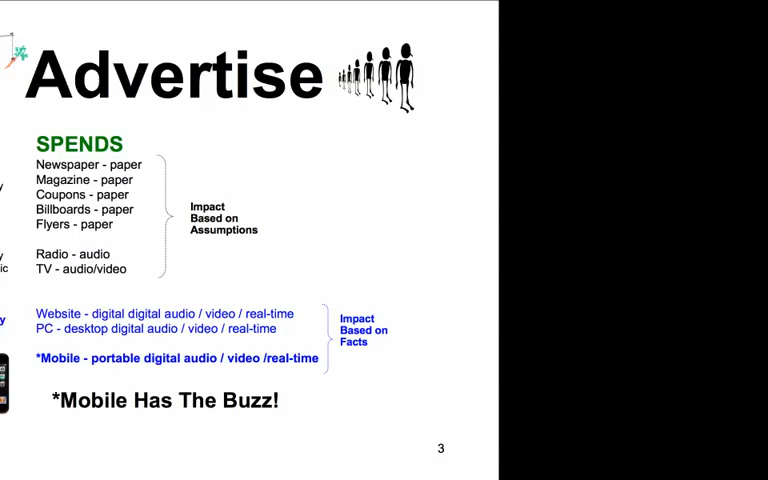 Advertise
SPENDS
Newspaper - paper
Magazine - paper
Coupons - paper
Billboards - paper
Flyers - paper
Impact
Based on
Assumptions
Radio - audio
TV - audio/video
Website - digital digital audio / video / real-time
PC - desktop digital audio / video / real-time
*Mobile - portable digital audio / video /real-time
Impact
Based on
Facts
*Mobile Has The Buzz!
3